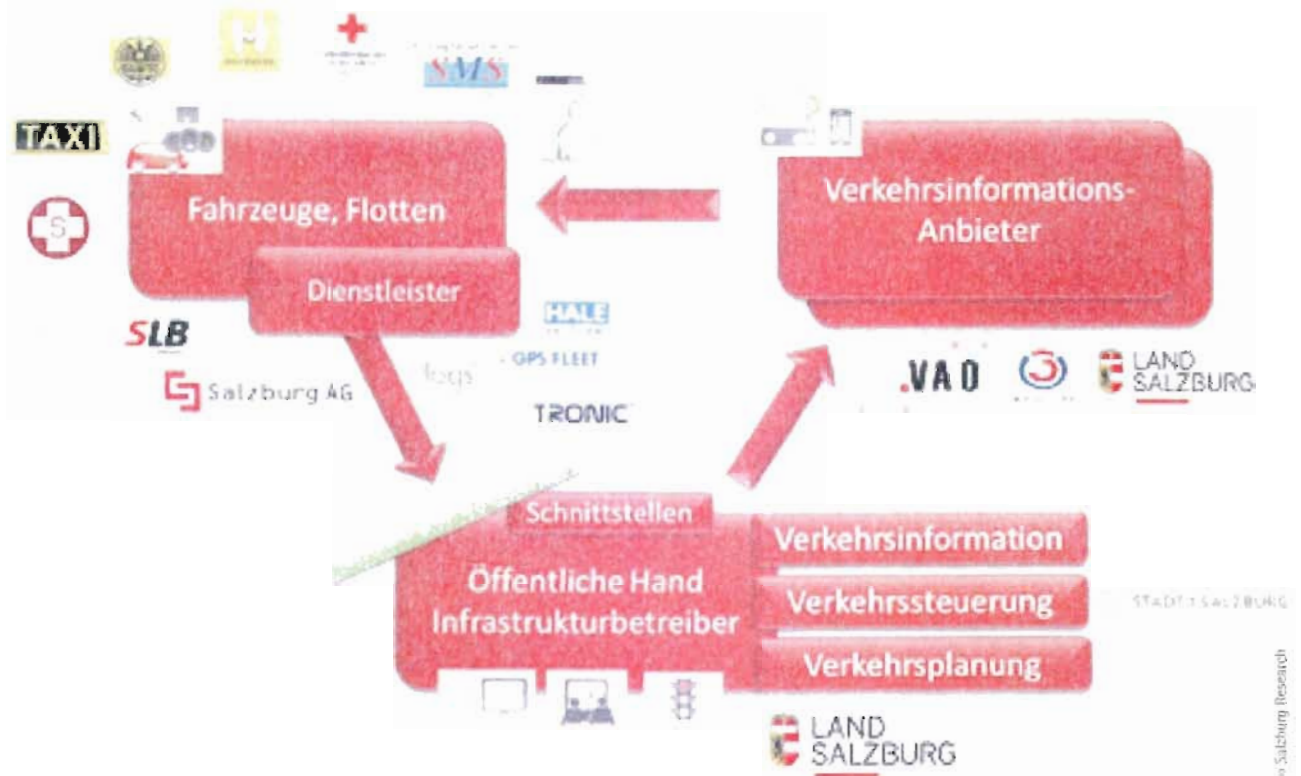 H
SMS
TAXI
Fahrzeuge, Flotten
Verkehrsinformations-
Anbieter
S
Dienstleister
HALE
SLB
GPS FLEET
Salzburg AG
.VAO
LAND
SALZBURG
TRONIC
Schnittstellen
Verkehrsinformation
Öffentliche Hand
Infrastrukturbetreiber
Verkehrssteuerung
STADT : SALZBURG
Verkehrsplanung
LAND
SALZBURG
Salzburg Research